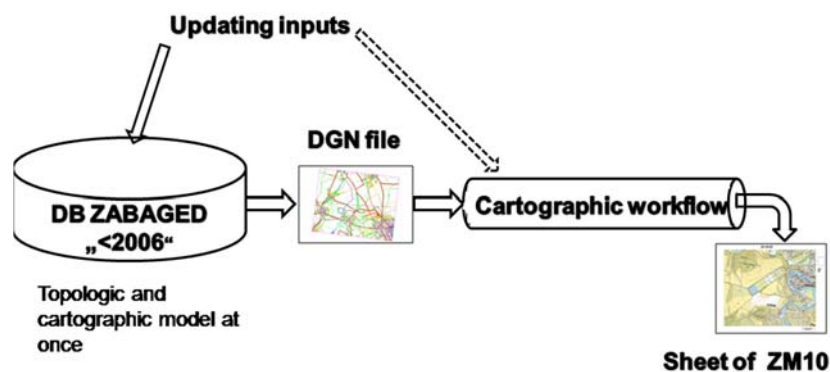 Updating inputs
DGN file
DB ZABAGED
„<2006“
Cartographic workflow
Topologic and
cartographic model at
once
Sheet of ZM10